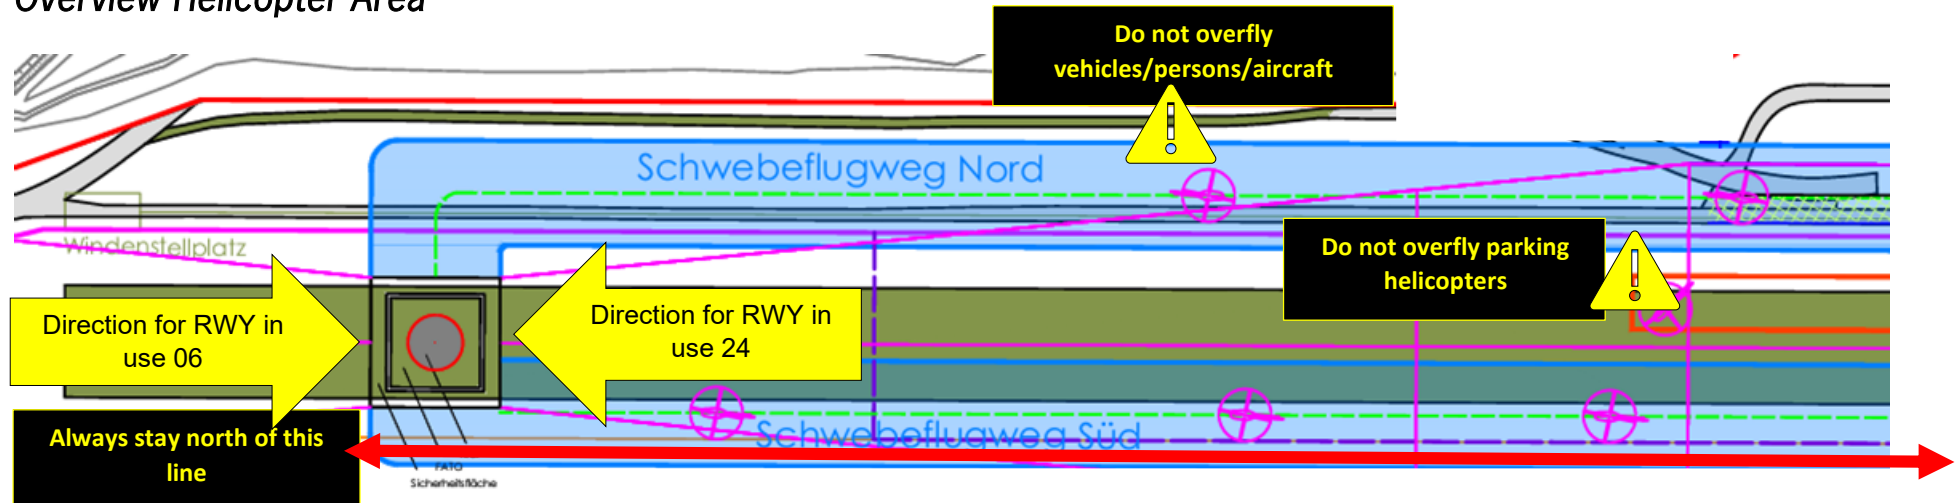 Overview Helicopter Area
Do not overfly
vehicles/persons/aircraft
Schwebeflugweg Nord
Windenstellplatz
Do not overfly parking
helicopters
Direction for RWY in
use 06
Direction for RWY in
use 24
Always stay north of this
line
Schwebeflugweg Süd
FATO
Sicherheitsfläche